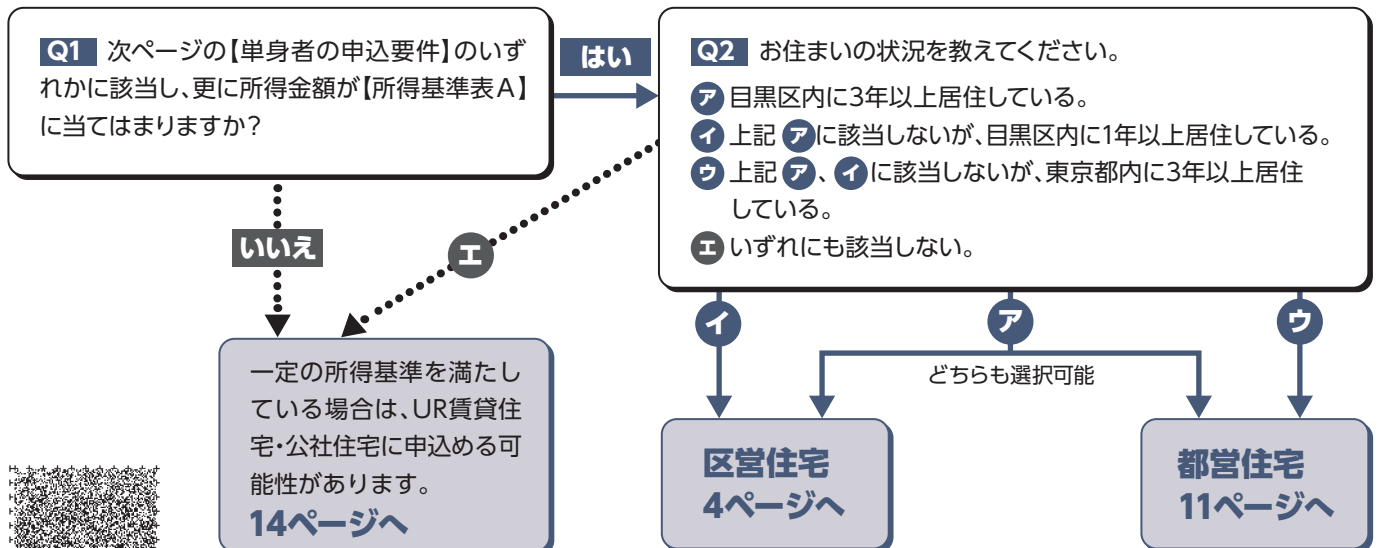 Q1 次ページの【単身者の申込要件】のいず
れかに該当し、更に所得金額が【所得基準表A】
に当てはまりますか?
はい
Q2 お住まいの状況を教えてください。
ア 目黒区内に3年以上居住している。
イ 上記アに該当しないが、目黒区内に1年以上居住している。
ウ 上記ア、イに該当しないが、東京都内に3年以上居住
している。
エ いずれにも該当しない。
いいえ
エ
イ
ア
ウ
どちらも選択可能
一定の所得基準を満たし
ている場合は、UR賃貸住
宅・公社住宅に申込める可
能性があります。
14ページへ
区営住宅
4ページへ
都営住宅
11ページへ